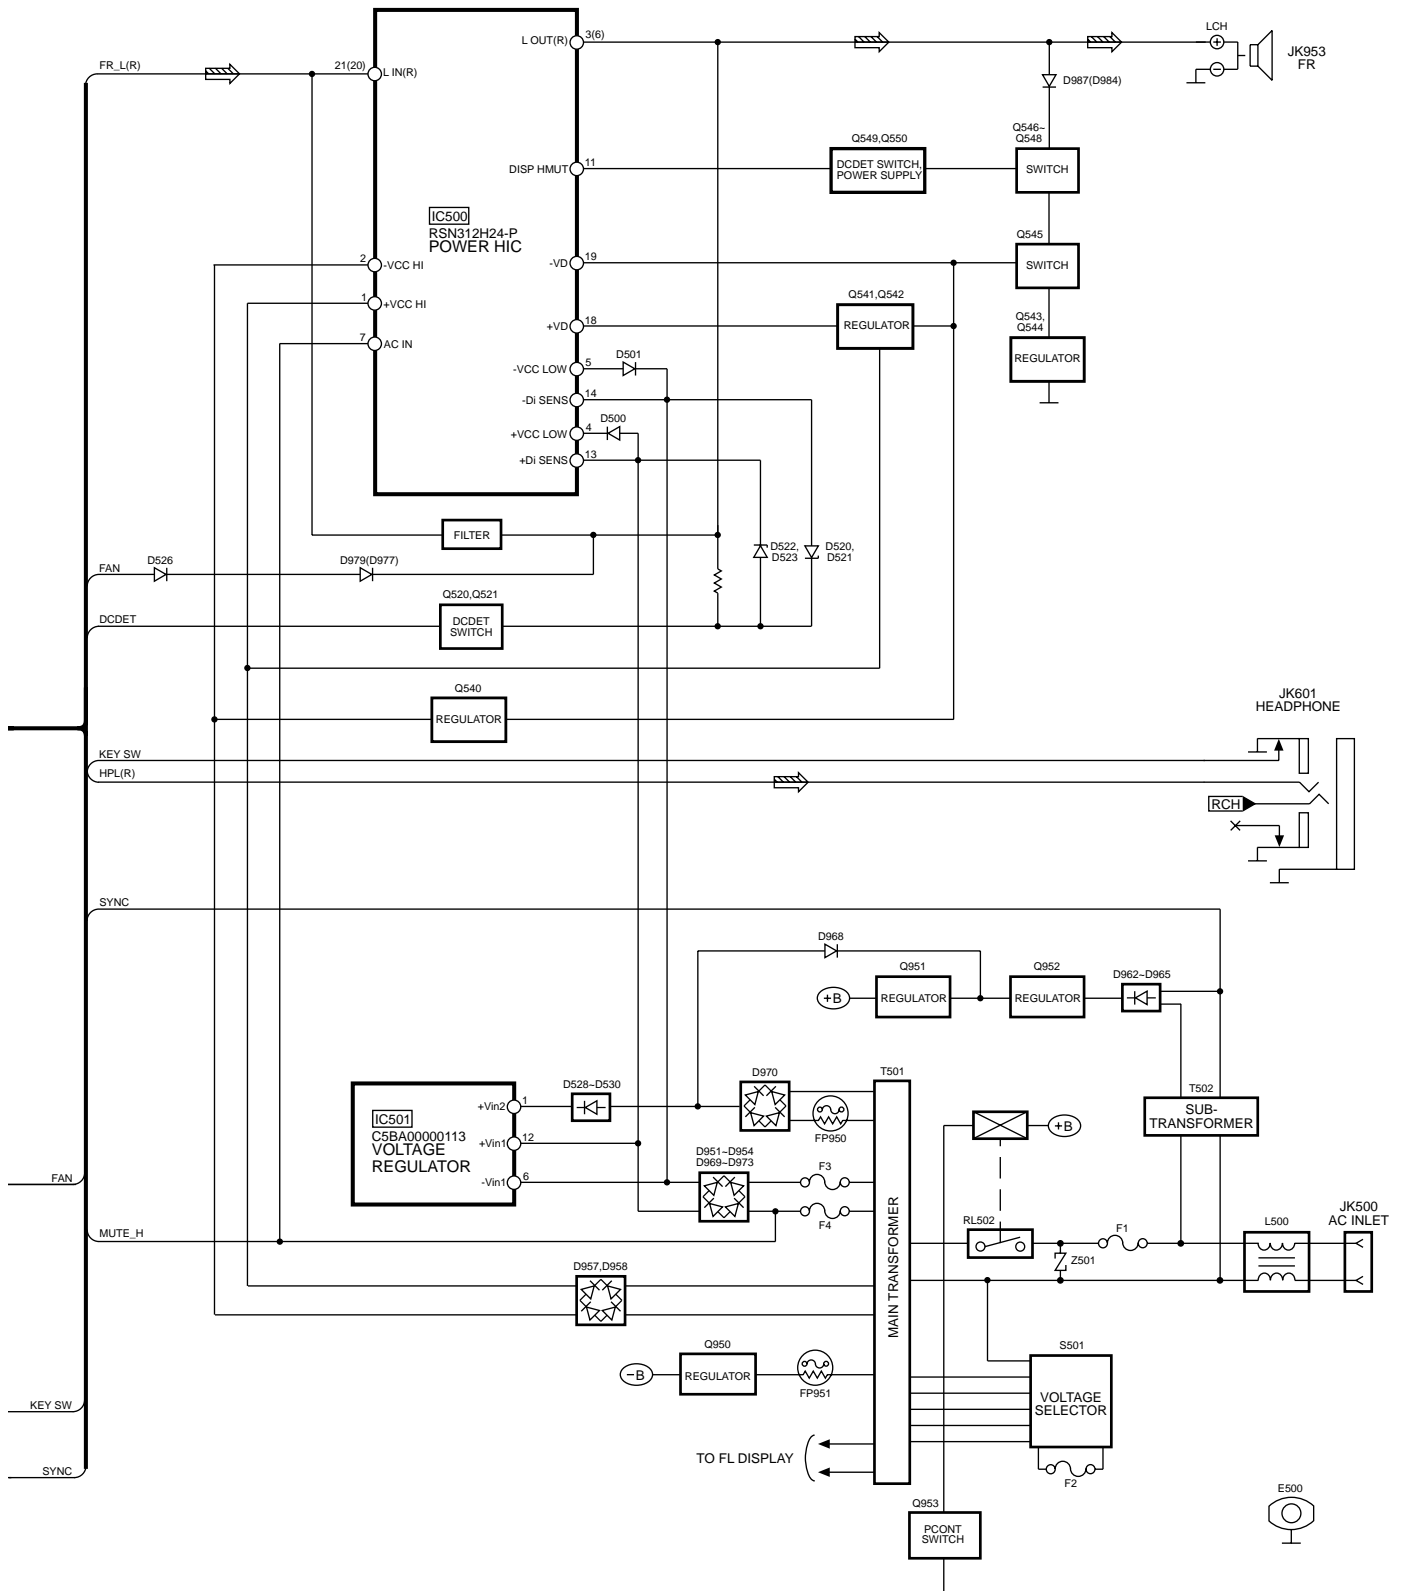 LCH
L OUT(R)
3(6)
JK953
FR
FR_L(R)
21(20)
L IN(R)
D987(D984)
Q546~
Q548
Q549,Q550
DISP HMUT
11
DCDET SWITCH,
POWER SUPPLY
SWITCH
IC500
RSN312H24-P
POWER HIC
Q545
2
-VCC HI
-VD
19
SWITCH
1
+VCC HI
Q541,Q542
+VD
18
REGULATOR
Q543,
Q544
7
AC IN
REGULATOR
D501
-VCC LOW
5
-Di SENS
14
D500
+VCC LOW
4
+Di SENS
13
FILTER
D522,
D523
D520,
D521
FAN
D526
D979(D977)
Q520,Q521
DCDET
DCDET
SWITCH
Q540
REGULATOR
JK601
HEADPHONE
KEY SW
HPL(R)
RCH
SYNC
D968
Q951
Q952
D962~D965
+B
REGULATOR
REGULATOR
D528~D530
D970
T501
T502
+Vin2
1
IC501
C5BA00000113
VOLTAGE
REGULATOR
SUB-
TRANSFORMER
+B
FP950
+Vin1
12
D951~D954
D969~D973
F3
FAN
-Vin1
6
F4
MAIN TRANSFORMER
RL502
F1
L500
JK500
AC INLET
MUTE_H
Z501
D957,D958
Q950
S501
-B
REGULATOR
FP951
VOLTAGE
SELECTOR
KEY SW
TO FL DISPLAY
F2
SYNC
Q953
E500
PCONT
SWITCH